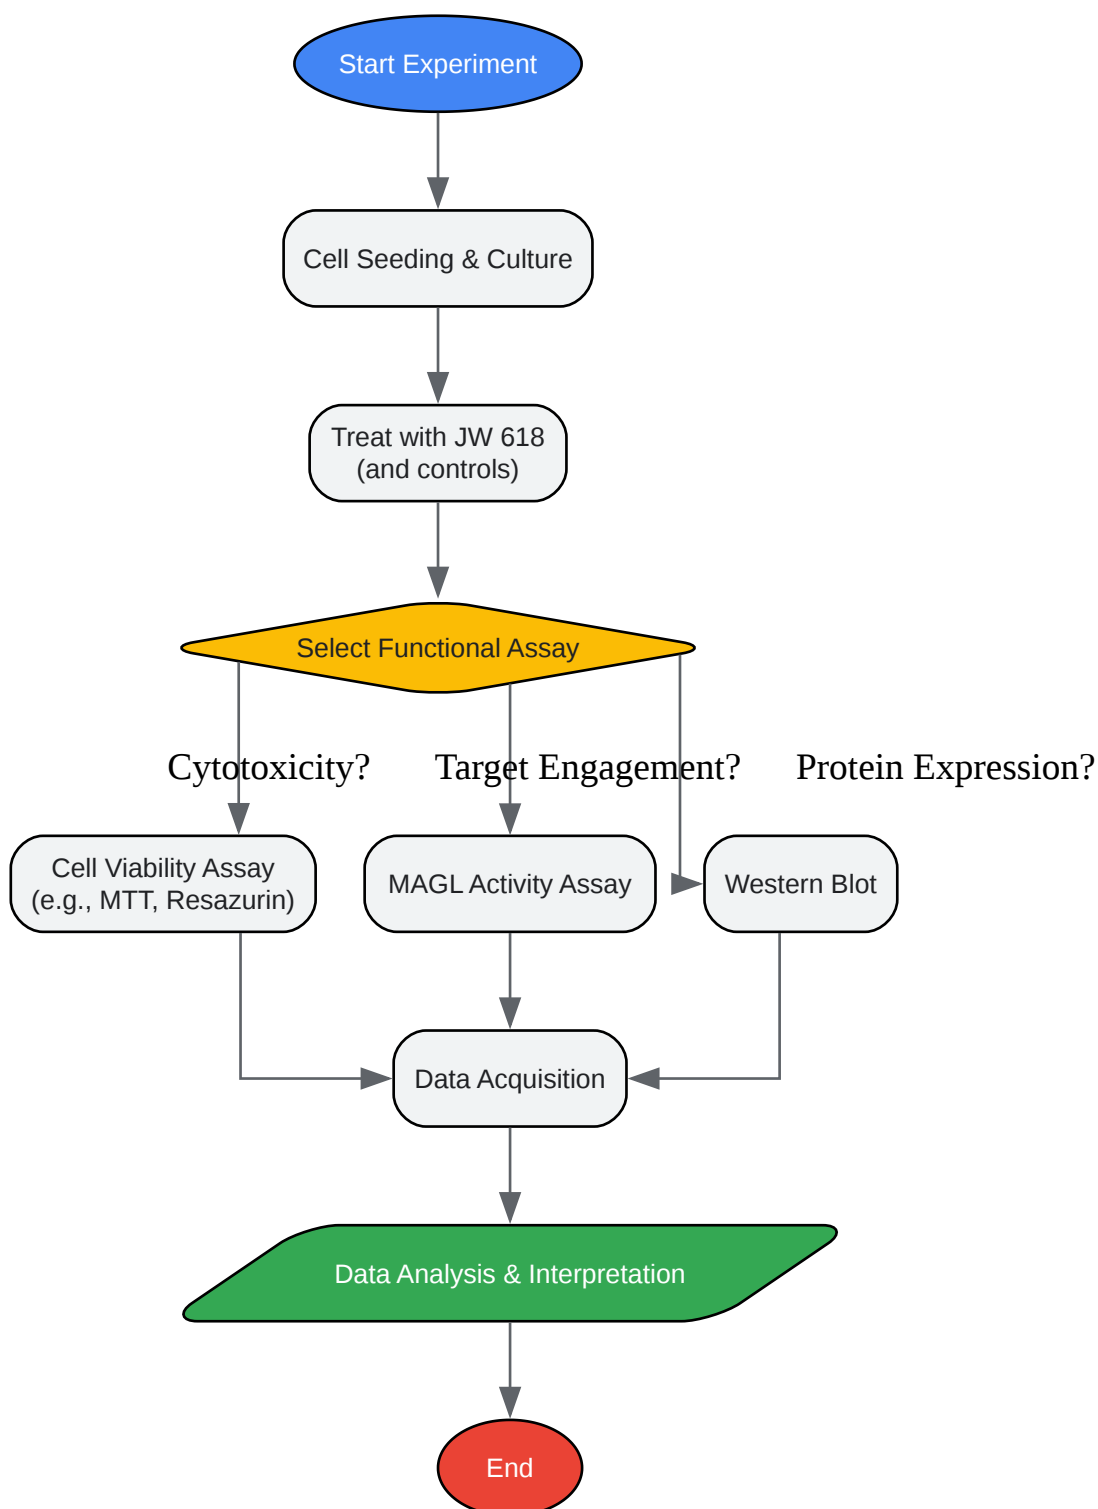 Start Experiment
Cell Seeding & Culture
Treat with JW 618
(and controls)
Select Functional Assay
Cytotoxicity?
Target Engagement?
Protein Expression?
Cell Viability Assay
(e.g., MTT, Resazurin)
MAGL Activity Assay
Western Blot
Data Acquisition
Data Analysis & Interpretation
End